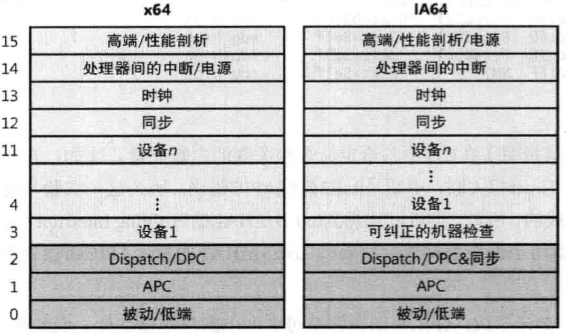 x64 IA64
15 高端/性能剖析 高端/性能剖析/电源
14 处理器间的中断/电源 处理器间的中断
13 时钟 时钟
12 同步 同步
11 设备n 设备n
⋮
4 ⋮ 设备1
3 设备1 可纠正的机器检查
2 Dispatch/DPC Dispatch/DPC&同步
1 APC APC
0 被动/低端 被动/低端